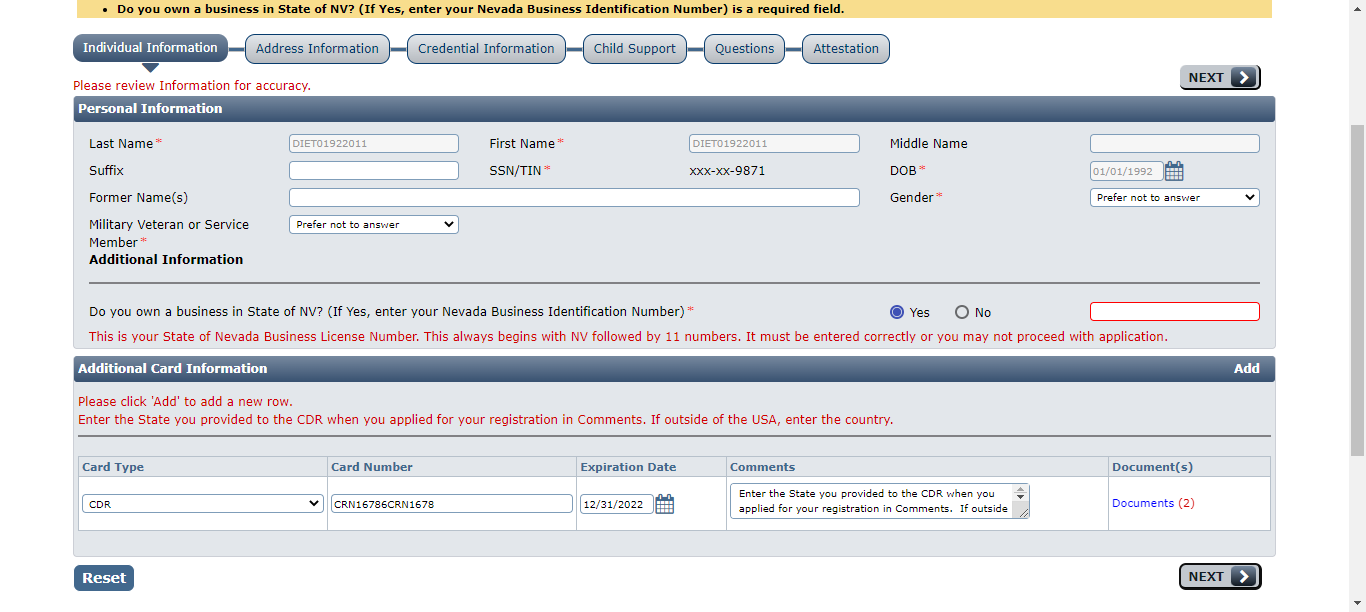 • Do you own a business in State of NV? (If Yes, enter your Nevada Business Identification Number) is a required field.
Individual Information Address Information Credential Information Child Support Questions Attestation
Please review Information for accuracy.
NEXT
Personal Information
Last Name* DIET01922011 First Name* DIET01922011 Middle Name
Suffix SSN/TIN* xxx-xx-9871 DOB* 01/01/1992
Former Name(s) Gender* Prefer not to answer
Military Veteran or Service Prefer not to answer
Member*
Additional Information
Do you own a business in State of NV? (If Yes, enter your Nevada Business Identification Number)* Yes No
This is your State of Nevada Business License Number. This always begins with NV followed by 11 numbers. It must be entered correctly or you may not proceed with application.
Additional Card Information Add
Please click 'Add' to add a new row.
Enter the State you provided to the CDR when you applied for your registration in Comments. If outside of the USA, enter the country.
Card Type Card Number Expiration Date Comments Document(s)
CDR CRN16786CRN1678 12/31/2022 Enter the State you provided to the CDR when you Documents (2)
applied for your registration in Comments. If outside
Reset NEXT